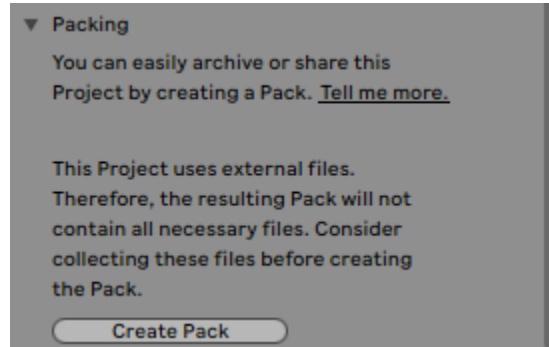 Packing
You can easily archive or share this
Project by creating a Pack. Tell me more.
This Project uses external files.
Therefore, the resulting Pack will not
contain all necessary files. Consider
collecting these files before creating
the Pack.
Create Pack